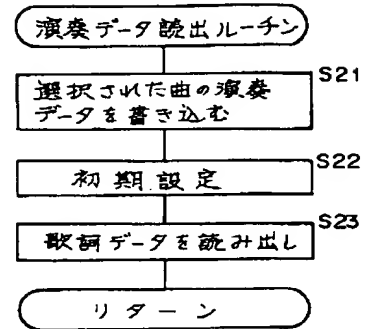 演奏データ読出ルーチン
S21
選択された曲の演奏
データを書き込む
S22
初期設定
S23
歌詞データを読み出し
リターン